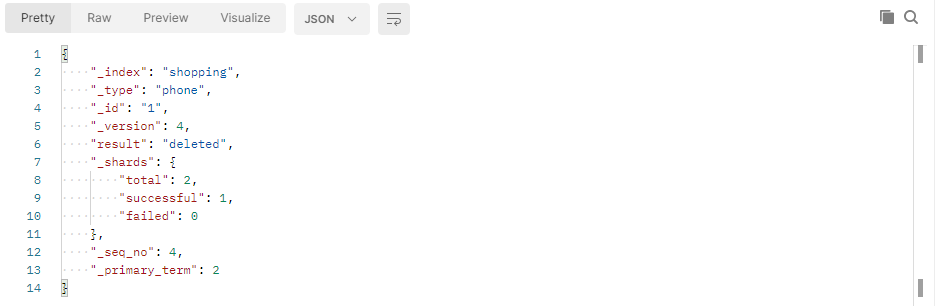 Pretty Raw Preview Visualize JSON
1 {
2 "_index": "shopping",
3 "_type": "phone",
4 "_id": "1",
5 "_version": 4,
6 "result": "deleted",
7 "_shards": {
8 "total": 2,
9 "successful": 1,
10 "failed": 0
11 },
12 "_seq_no": 4,
13 "_primary_term": 2
14 }